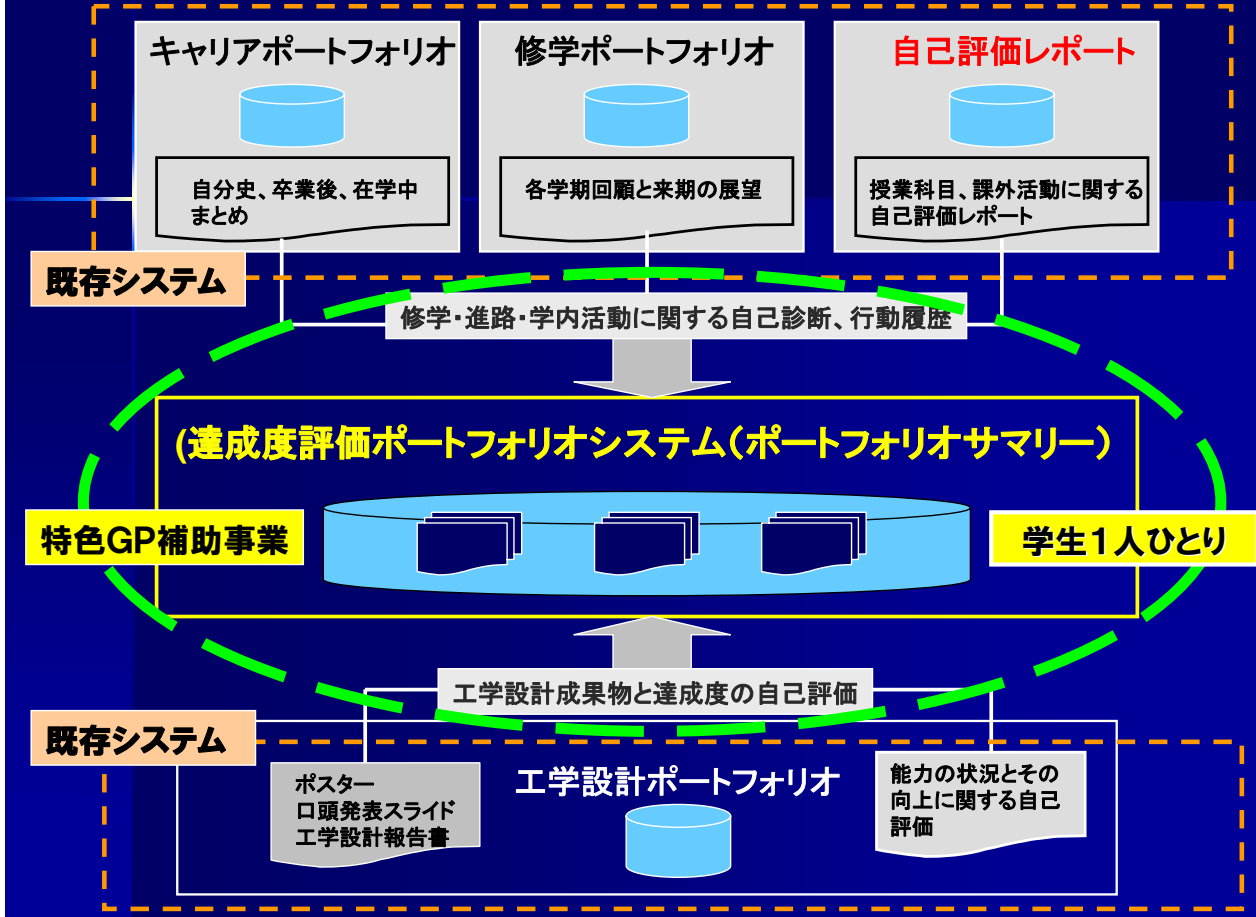 キャリアポートフォリオ
修学ポートフォリオ
自己評価レポート
自分史、卒業後、在学中
まとめ
各学期回顧と来期の展望
授業科目、課外活動に関する
自己評価レポート
既存システム
修学・進路・学内活動に関する自己診断、行動履歴
(達成度評価ポートフォリオシステム(ポートフォリオサマリー)
特色GP補助事業
学生1人ひとり
工学設計成果物と達成度の自己評価
既存システム
工学設計ポートフォリオ
ポスター
口頭発表スライド
工学設計報告書
能力の状況とその
向上に関する自己
評価